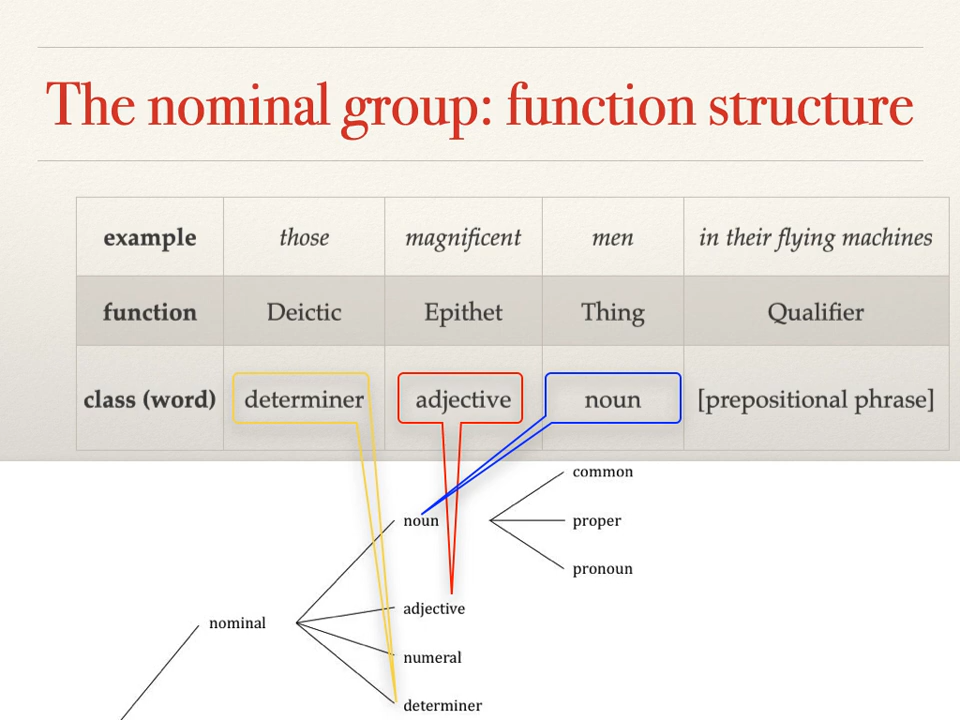 The nominal group: function structure
example those magnificent men in their flying machines
function Deictic Epithet Thing Qualifier
class (word) determiner adjective noun [prepositional phrase]
common
noun proper
pronoun
adjective
nominal
numeral
determiner